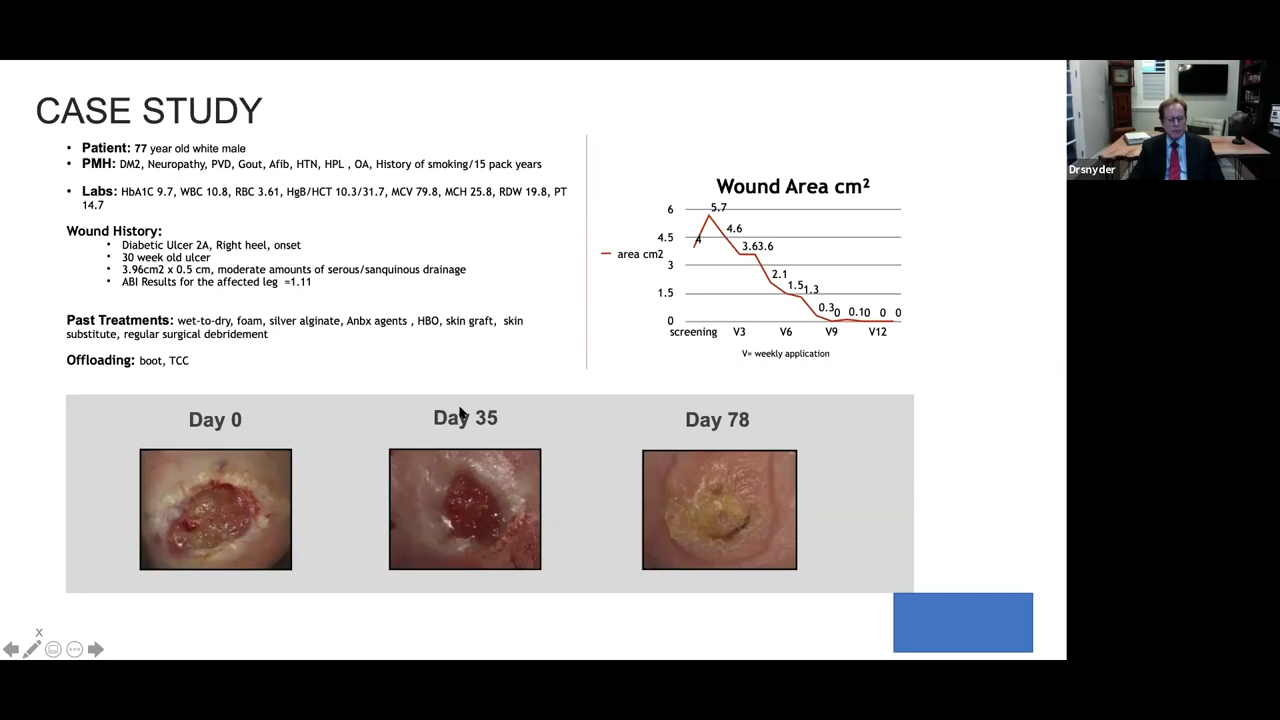 CASE STUDY
• Patient: 77 year old white male
• PMH: DM2, Neuropathy, PVD, Gout, Afib, HTN, HPL , OA, History of smoking/15 pack years
• Labs: HbA1C 9.7, WBC 10.8, RBC 3.61, HgB/HCT 10.3/31.7, MCV 79.8, MCH 25.8, RDW 19.8, PT
14.7
Wound History:
• Diabetic Ulcer 2A, Right heel, onset
• 30 week old ulcer
• 3.96cm2 x 0.5 cm, moderate amounts of serous/sanquinous drainage
• ABI Results for the affected leg =1.11
Past Treatments: wet-to-dry, foam, silver alginate, Anbx agents , HBO, skin graft, skin
substitute, regular surgical debridement
Offloading: boot, TCC
Wound Area cm²
6
4.5
3
1.5
0
area cm2
4
5.7
4.6
3.6
3.6
2.1
1.5
1.3
0.3
0
0.1
0
0
0
screening V3 V6 V9 V12
V= weekly application
Day 0
Day 35
Day 78
X
Drsnyder